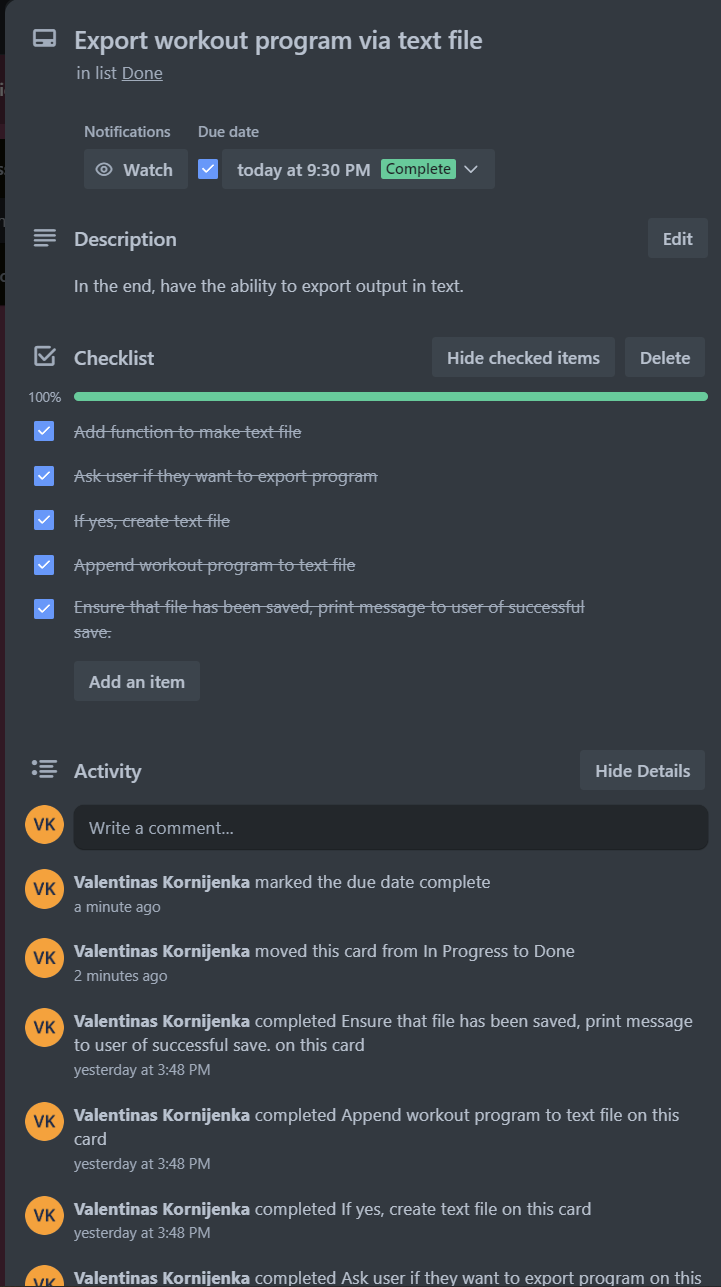 Export workout program via text file
in list Done
Notifications
Due date
Watch
today at 9:30 PM Complete
Description
Edit
In the end, have the ability to export output in text.
Checklist
Hide checked items
Delete
100%
Add function to make text file
Ask user if they want to export program
If yes, create text file
Append workout program to text file
Ensure that file has been saved, print message to user of successful
save.
Add an item
Activity
Hide Details
VK
Write a comment...
VK
Valentinas Kornijenka marked the due date complete
a minute ago
VK
Valentinas Kornijenka moved this card from In Progress to Done
2 minutes ago
VK
Valentinas Kornijenka completed Ensure that file has been saved, print message
to user of successful save. on this card
yesterday at 3:48 PM
VK
Valentinas Kornijenka completed Append workout program to text file on this
card
yesterday at 3:48 PM
VK
Valentinas Kornijenka completed If yes, create text file on this card
yesterday at 3:48 PM
VK
Valentinas Kornijenka completed Ask user if they want to export program on this